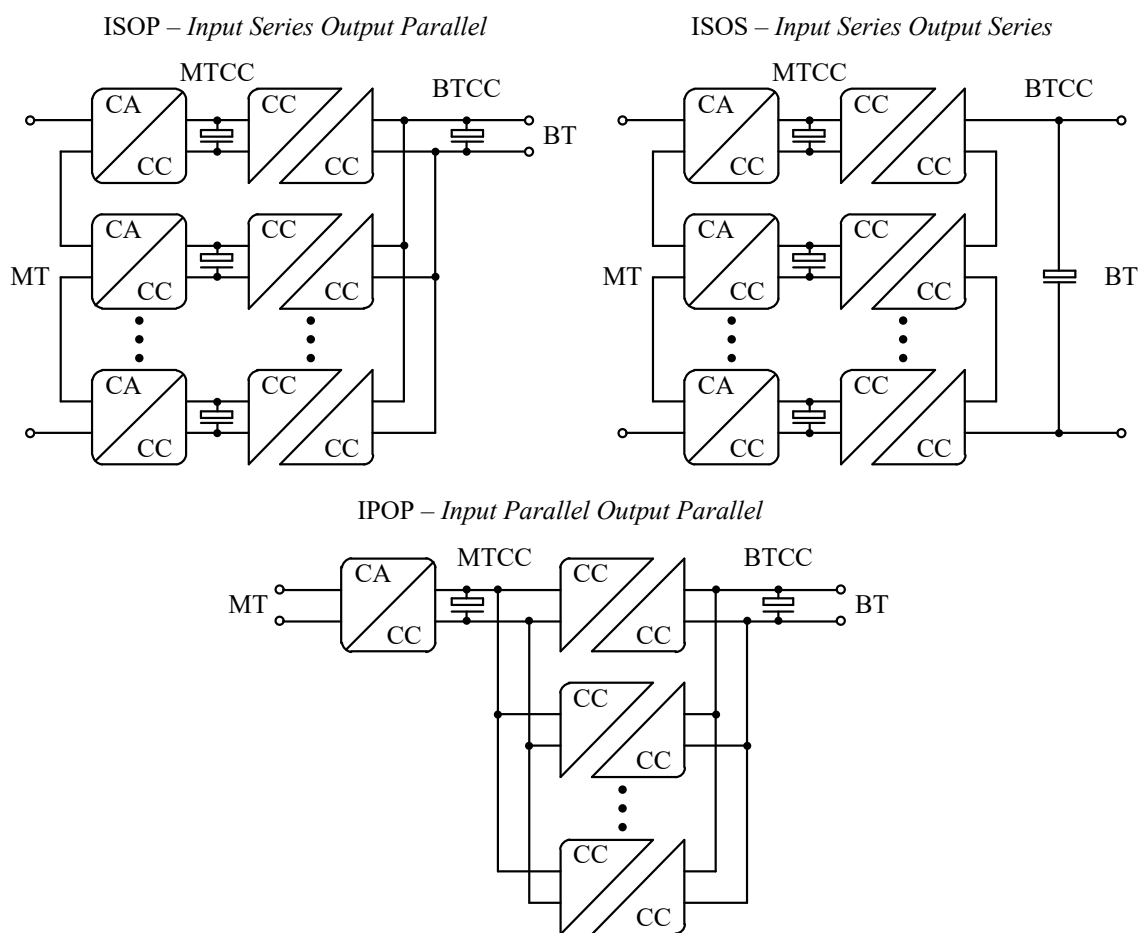 ISOP – Input Series Output Parallel
MTCC
BTCC
CA
CC
CC
CC
BT
CA
CC
CC
CC
MT
CA
CC
CC
CC
ISOS – Input Series Output Series
MTCC
BTCC
CA
CC
CC
CC
CA
CC
CC
CC
MT
BT
CA
CC
CC
CC
IPOP – Input Parallel Output Parallel
MTCC
BTCC
CA
CC
CC
CC
MT
BT
CC
CC
CC
CC